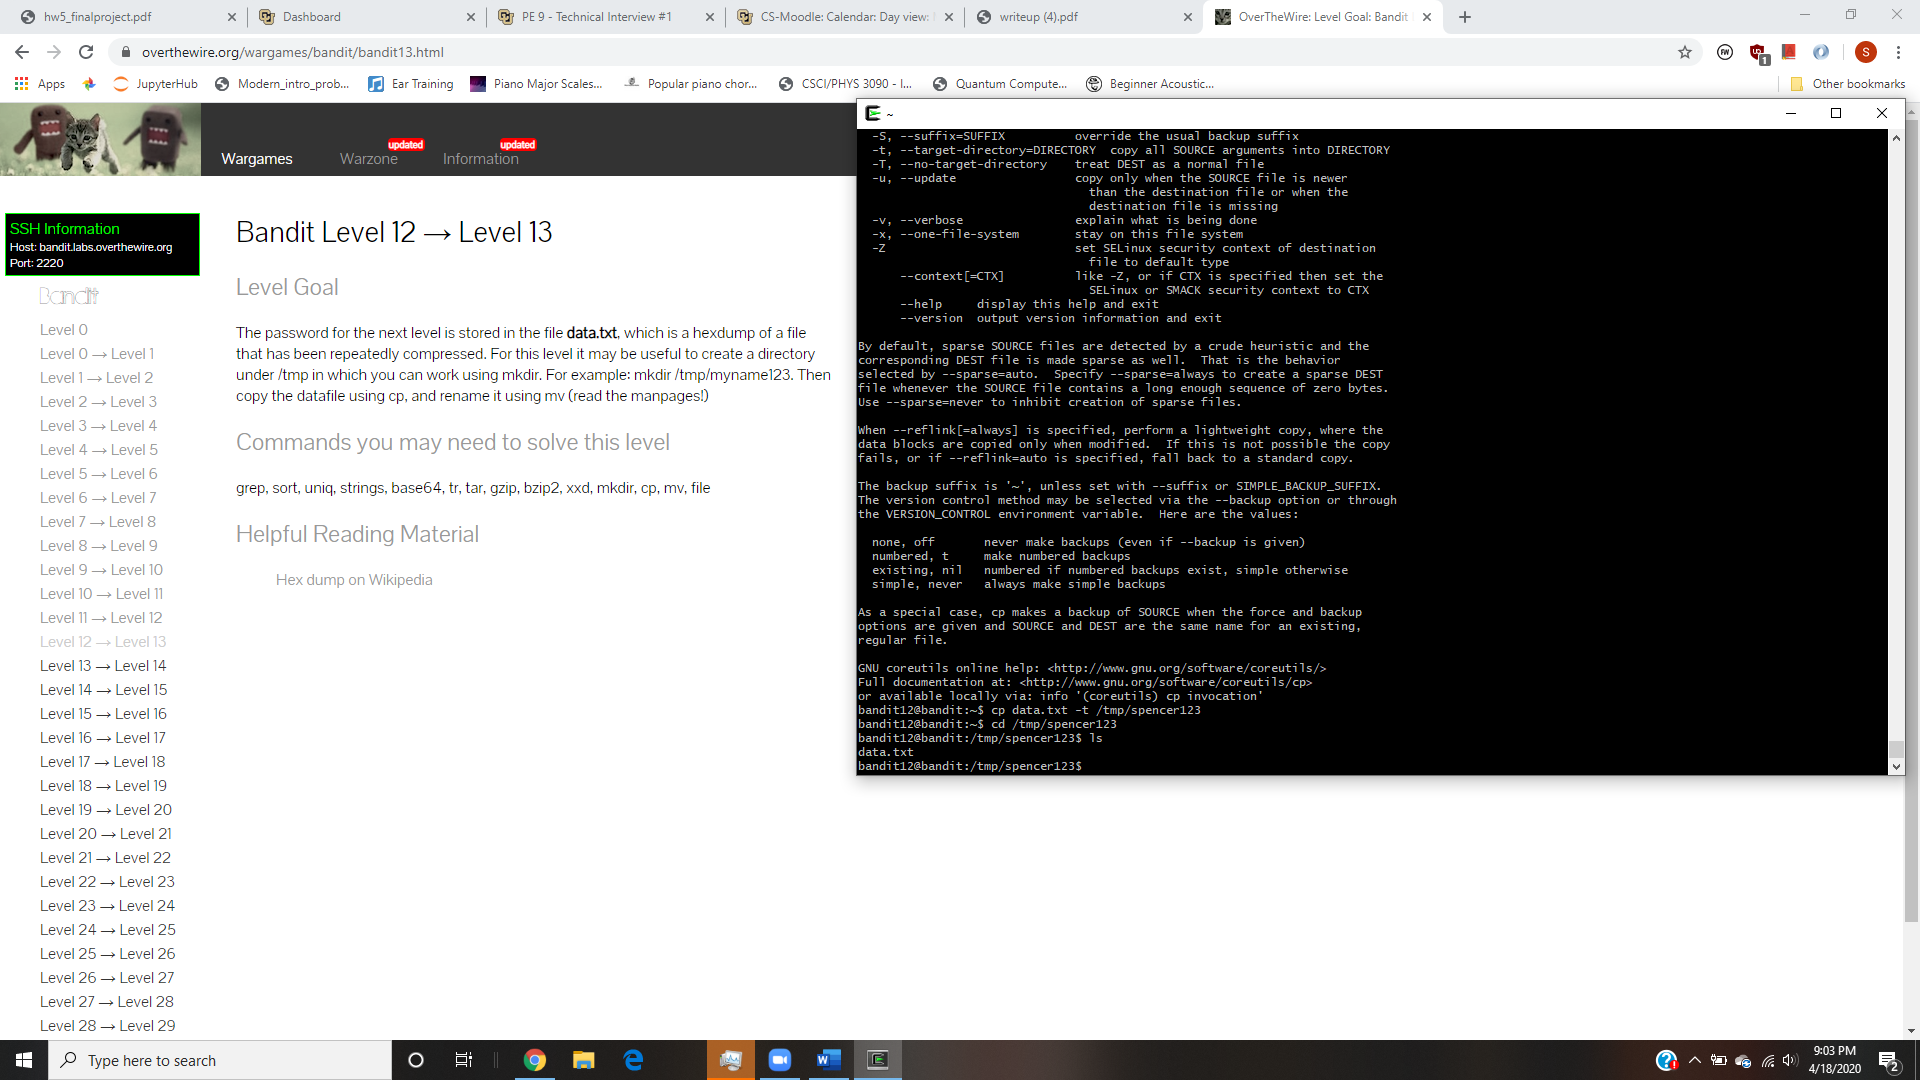 hw5_finalproject.pdf
Dashboard
PE 9 - Technical Interview #1
CS-Moodle: Calendar: Day view:
writeup (4).pdf
OverTheWire: Level Goal: Bandit
overthewire.org/wargames/bandit/bandit13.html
S
Apps
JupyterHub
Modern_intro_prob...
Ear Training
Piano Major Scales...
Popular piano chor...
CSCI/PHYS 3090 - I...
Quantum Compute...
Beginner Acoustic...
Other bookmarks
Wargames
Warzone
updated
Information
updated
SSH Information
Host: bandit.labs.overthewire.org
Port: 2220
Bandit
Level 0
Level 0 → Level 1
Level 1 → Level 2
Level 2 → Level 3
Level 3 → Level 4
Level 4 → Level 5
Level 5 → Level 6
Level 6 → Level 7
Level 7 → Level 8
Level 8 → Level 9
Level 9 → Level 10
Level 10 → Level 11
Level 11 → Level 12
Level 12 → Level 13
Level 13 → Level 14
Level 14 → Level 15
Level 15 → Level 16
Level 16 → Level 17
Level 17 → Level 18
Level 18 → Level 19
Level 19 → Level 20
Level 20 → Level 21
Level 21 → Level 22
Level 22 → Level 23
Level 23 → Level 24
Level 24 → Level 25
Level 25 → Level 26
Level 26 → Level 27
Level 27 → Level 28
Level 28 → Level 29
Bandit Level 12 → Level 13
Level Goal
The password for the next level is stored in the file data.txt, which is a hexdump of a file
that has been repeatedly compressed. For this level it may be useful to create a directory
under /tmp in which you can work using mkdir. For example: mkdir /tmp/myname123. Then
copy the datafile using cp, and rename it using mv (read the manpages!)
Commands you may need to solve this level
grep, sort, uniq, strings, base64, tr, tar, gzip, bzip2, xxd, mkdir, cp, mv, file
Helpful Reading Material
Hex dump on Wikipedia
~
-S, --suffix=SUFFIX override the usual backup suffix
-t, --target-directory=DIRECTORY copy all SOURCE arguments into DIRECTORY
-T, --no-target-directory treat DEST as a normal file
-u, --update copy only when the SOURCE file is newer
than the destination file or when the
destination file is missing
-v, --verbose explain what is being done
-x, --one-file-system stay on this file system
-Z set SELinux security context of destination
file to default type
--context[=CTX] like -Z, or if CTX is specified then set the
SELinux or SMACK security context to CTX
--help display this help and exit
--version output version information and exit
By default, sparse SOURCE files are detected by a crude heuristic and the
corresponding DEST file is made sparse as well. That is the behavior
selected by --sparse=auto. Specify --sparse=always to create a sparse DEST
file whenever the SOURCE file contains a long enough sequence of zero bytes.
Use --sparse=never to inhibit creation of sparse files.
When --reflink[=always] is specified, perform a lightweight copy, where the
data blocks are copied only when modified. If this is not possible the copy
fails, or if --reflink=auto is specified, fall back to a standard copy.
The backup suffix is '~', unless set with --suffix or SIMPLE_BACKUP_SUFFIX.
The version control method may be selected via the --backup option or through
the VERSION_CONTROL environment variable. Here are the values:
none, off never make backups (even if --backup is given)
numbered, t make numbered backups
existing, nil numbered if numbered backups exist, simple otherwise
simple, never always make simple backups
As a special case, cp makes a backup of SOURCE when the force and backup
options are given and SOURCE and DEST are the same name for an existing,
regular file.
GNU coreutils online help: <http://www.gnu.org/software/coreutils/>
Full documentation at: <http://www.gnu.org/software/coreutils/cp>
or available locally via: info '(coreutils) cp invocation'
bandit12@bandit:~$ cp data.txt -t /tmp/spencer123
bandit12@bandit:~$ cd /tmp/spencer123
bandit12@bandit:/tmp/spencer123$ ls
data.txt
bandit12@bandit:/tmp/spencer123$
Type here to search
9:03 PM
4/18/2020
2